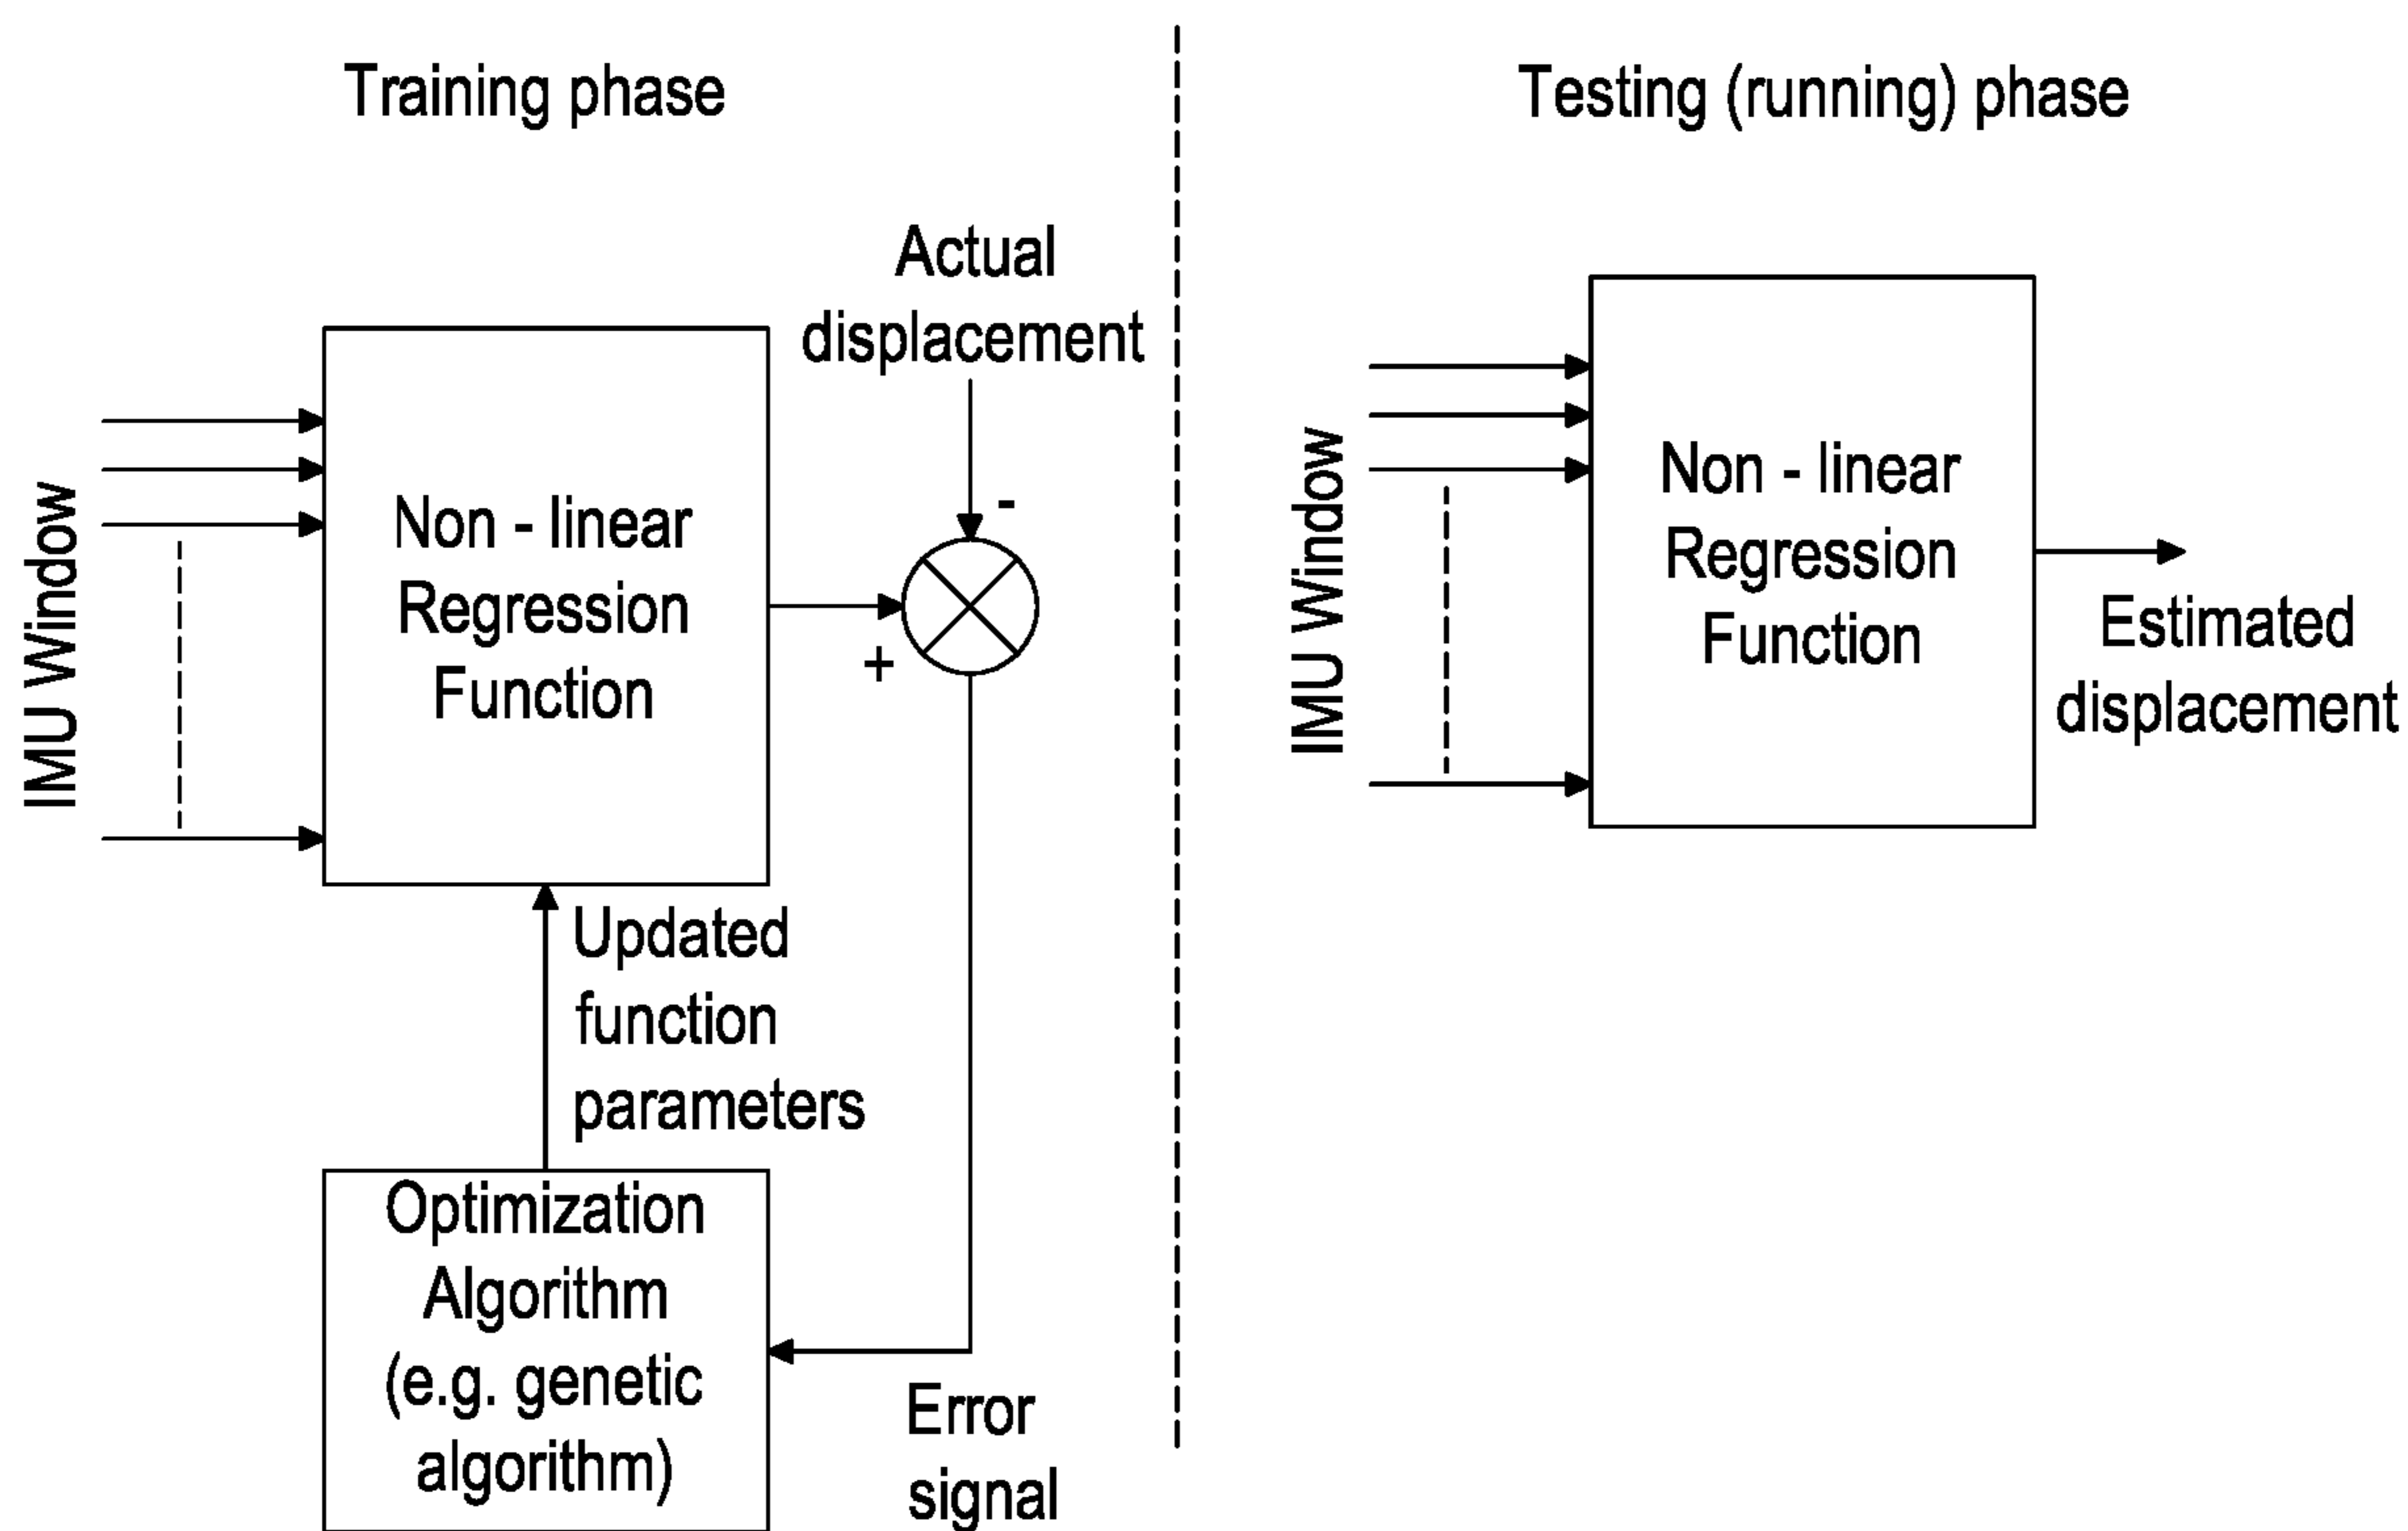 Training phase
Actual
displacement
-
+
IMU Window
Non - linear
Regression
Function
Updated
function
parameters
Optimization
Algorithm
(e.g. genetic
algorithm)
Error
signal
Testing (running) phase
IMU Window
Non - linear
Regression
Function
Estimated
displacement